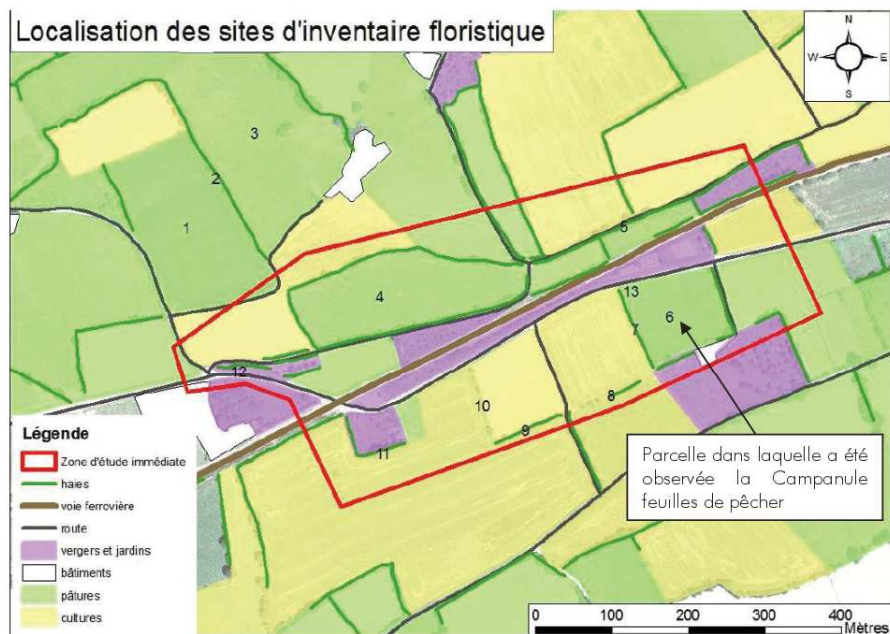 Localisation des sites d'inventaire floristique
N
W E
S
3
2
1
5
4
13
6
7
12
8
10
9
11
Parcelle dans laquelle a été
observée la Campanule
feuilles de pêcher
Légende
Zone d'étude immédiate
haies
voie ferrovière
route
vergers et jardins
bâtiments
pâtures
cultures
0 100 200 300 400
Mètres